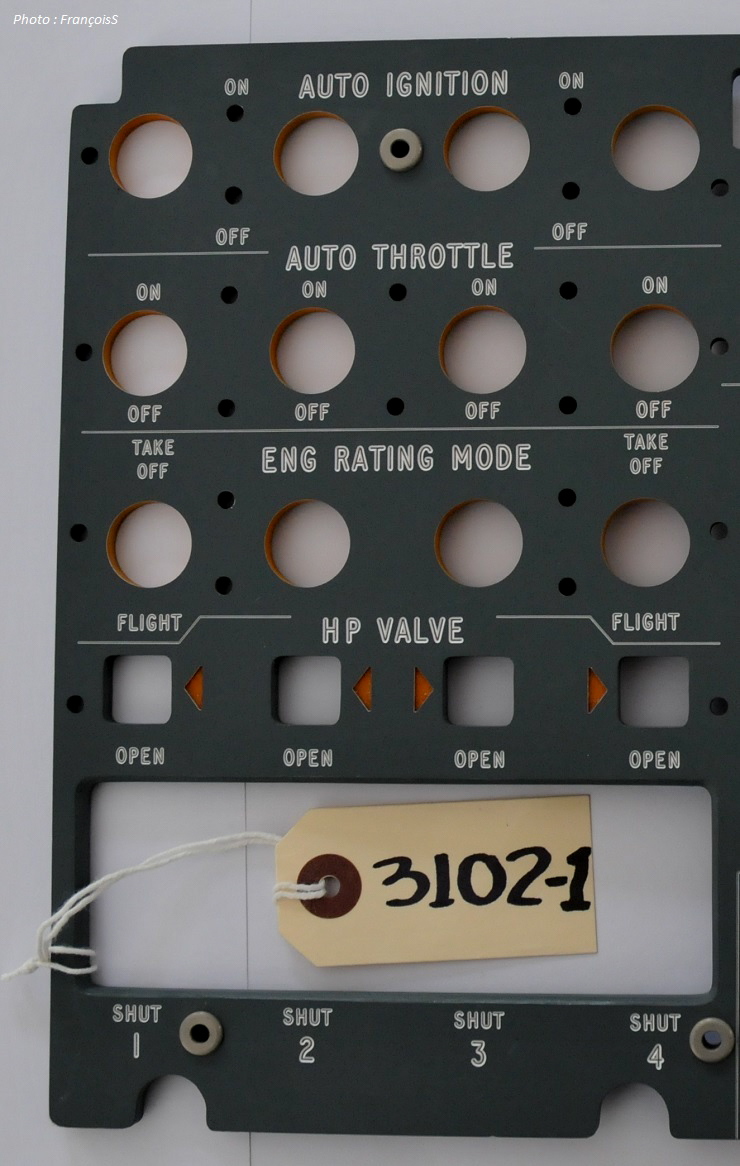 Photo : FrançoisS
ON AUTO IGNITION ON
OFF OFF
AUTO THROTTLE
ON ON ON ON
OFF OFF OFF OFF
TAKE OFF ENG RATING MODE TAKE OFF
FLIGHT HP VALVE FLIGHT
OPEN OPEN OPEN OPEN
3102-1
SHUT SHUT SHUT SHUT
1 2 3 4